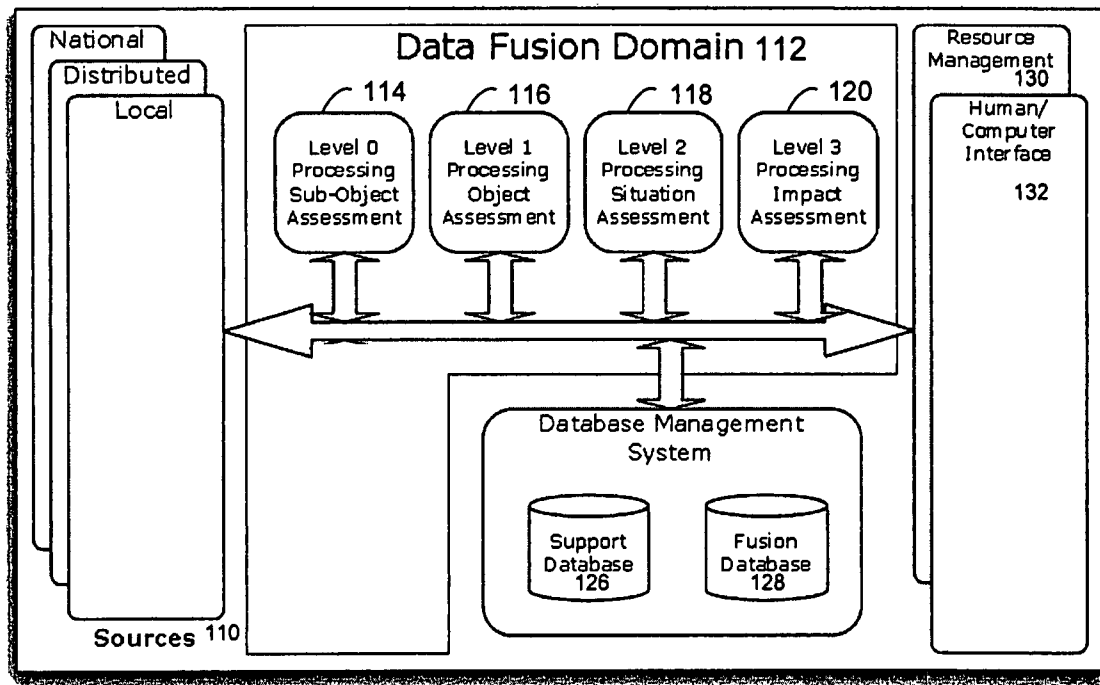 National
Distributed
Local
Sources 110
Data Fusion Domain 112
114
Level 0
Processing
Sub-Object
Assessment
116
Level 1
Processing
Object
Assessment
118
Level 2
Processing
Situation
Assessment
120
Level 3
Processing
Impact
Assessment
Database Management
System
Support
Database
126
Fusion
Database
128
Resource
Management
130
Human/
Computer
Interface
132